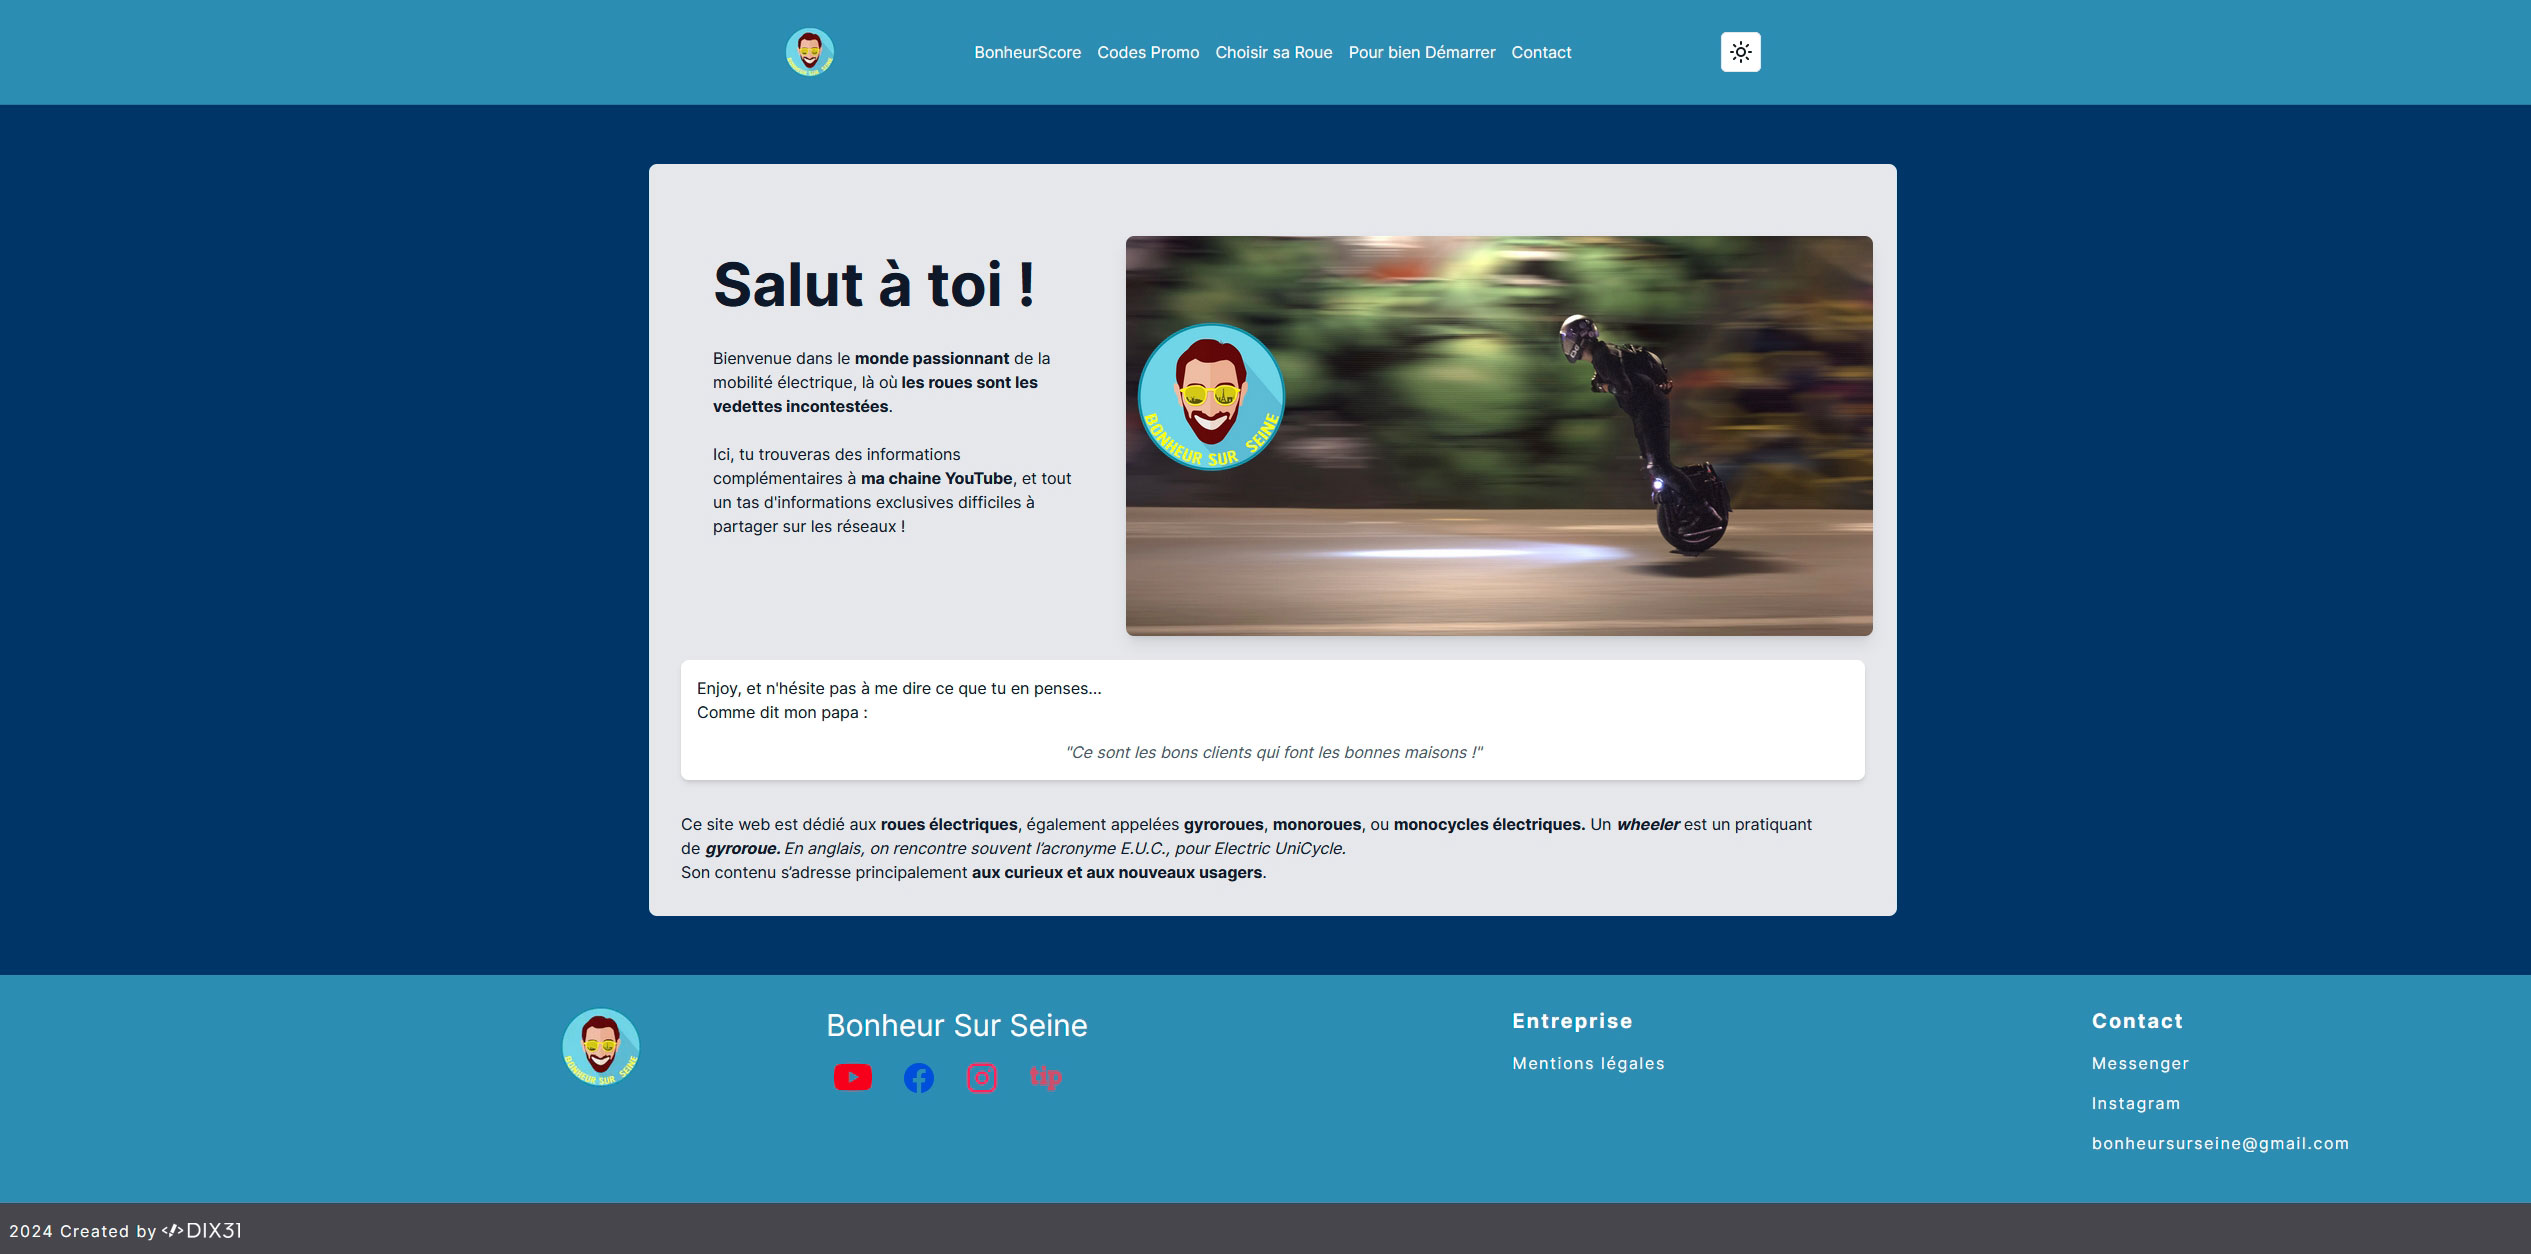 BONHEUR SUR SEINE
BonheurScore Codes Promo Choisir sa Roue Pour bien Démarrer Contact
Salut à toi !
Bienvenue dans le monde passionnant de la
mobilité électrique, là où les roues sont les
vedettes incontestées.
Ici, tu trouveras des informations
complémentaires à ma chaine YouTube, et tout
un tas d'informations exclusives difficiles à
partager sur les réseaux !
BONHEUR SUR SEINE
Enjoy, et n'hésite pas à me dire ce que tu en penses...
Comme dit mon papa :
"Ce sont les bons clients qui font les bonnes maisons !"
Ce site web est dédié aux roues électriques, également appelées gyroroues, monoroues, ou monocycles électriques. Un wheeler est un pratiquant
de gyroroue. En anglais, on rencontre souvent l’acronyme E.U.C., pour Electric UniCycle.
Son contenu s’adresse principalement aux curieux et aux nouveaux usagers.
BONHEUR SUR SEINE
Bonheur Sur Seine
tip
Entreprise
Mentions légales
Contact
Messenger
Instagram
bonheursurseine@gmail.com
2024 Created by DIX31